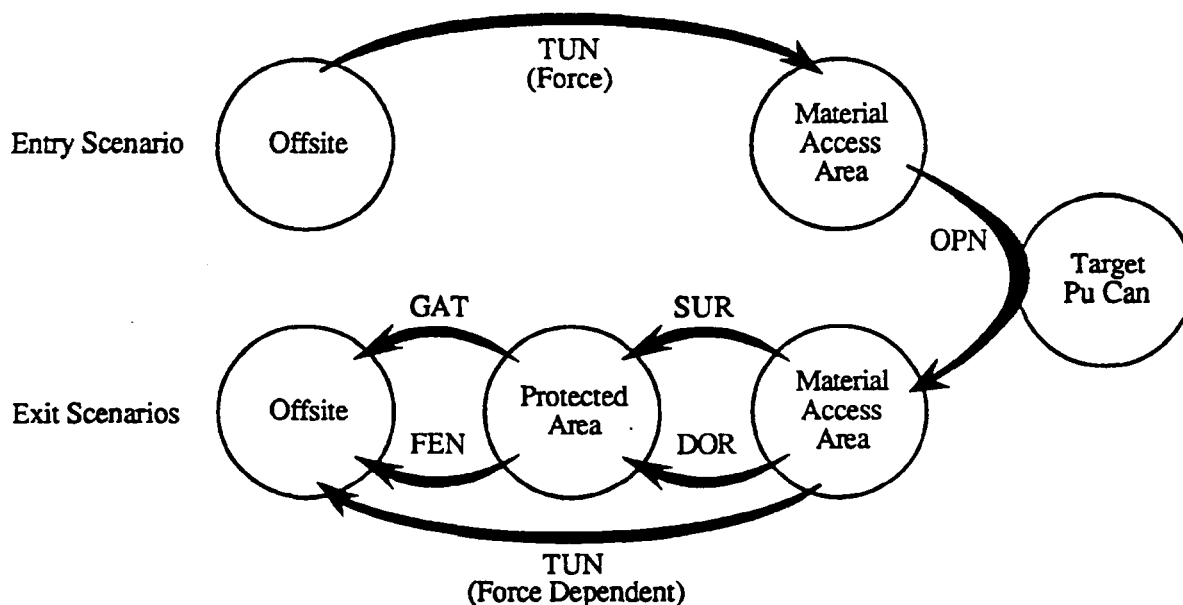 TUN
(Force)
Entry Scenario
Offsite
Material
Access
Area
OPN
Target
Pu Can
GAT
SUR
Exit Scenarios
Offsite
Protected
Area
Material
Access
Area
FEN
DOR
TUN
(Force Dependent)